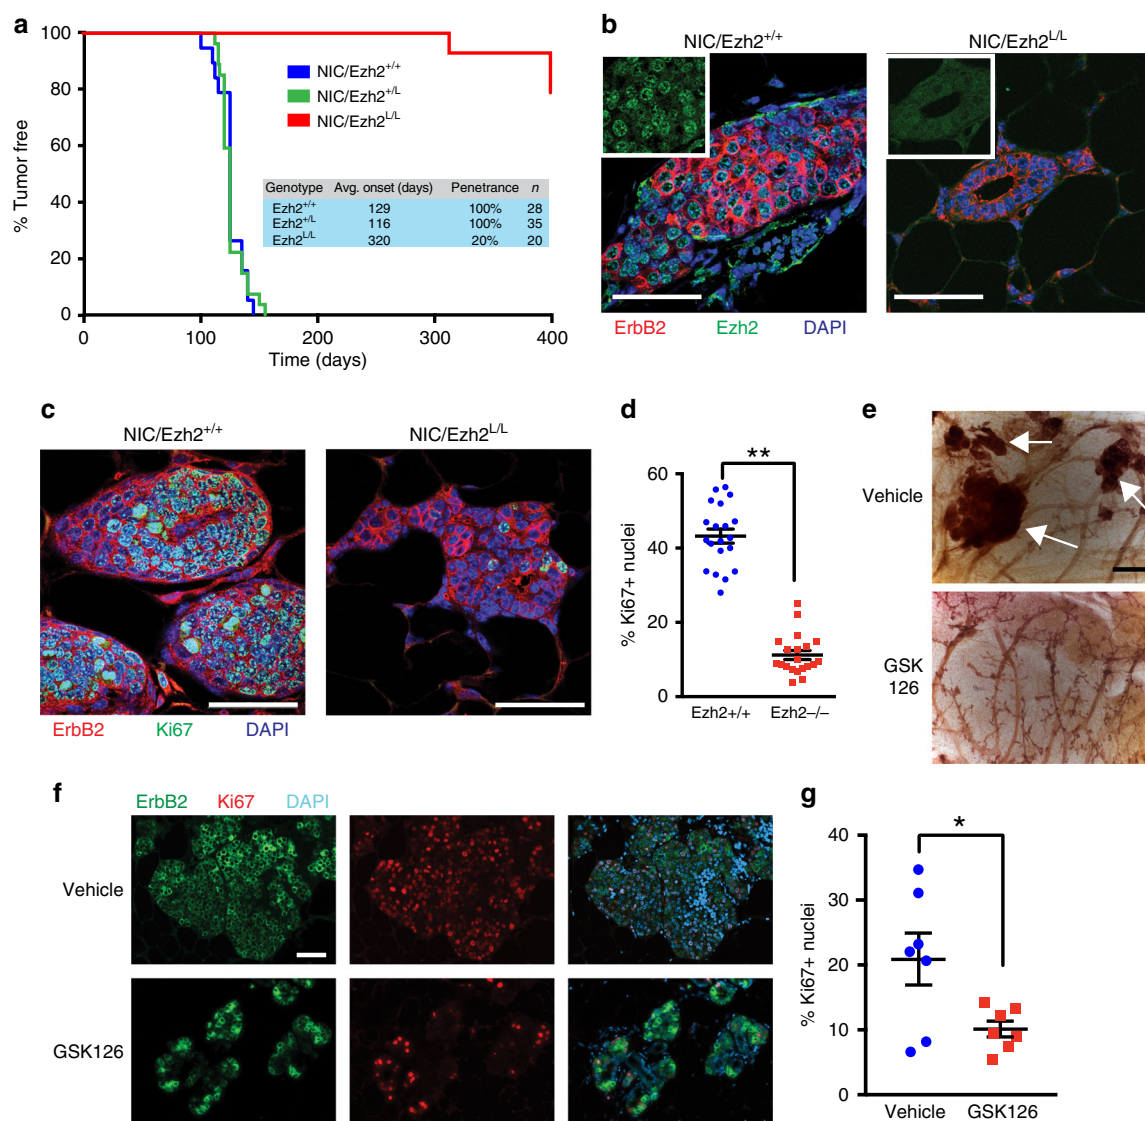 a
100
80
60
40
20
0
% Tumor free
0
100
200
300
400
Time (days)
NIC/Ezh2+/+
NIC/Ezh2+/L
NIC/Ezh2L/L
Genotype Avg. onset (days) Penetrance n
Ezh2+/+ 129 100% 28
Ezh2+/L 116 100% 35
Ezh2L/L 320 20% 20
b
NIC/Ezh2+/+
NIC/Ezh2L/L
ErbB2 Ezh2 DAPI
c
NIC/Ezh2+/+
NIC/Ezh2L/L
ErbB2 Ki67 DAPI
d
**
60
40
20
0
% Ki67+ nuclei
Ezh2+/+ Ezh2−/−
e
Vehicle
GSK
126
f
ErbB2 Ki67 DAPI
Vehicle
GSK126
g
*
40
30
20
10
0
% Ki67+ nuclei
Vehicle GSK126